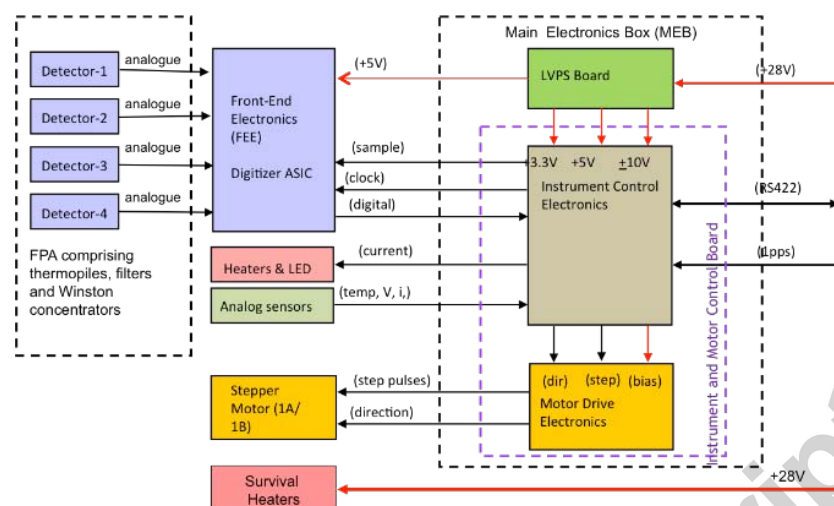 Main Electronics Box (MEB)
Detector-1
analogue
Detector-2
analogue
Detector-3
analogue
Detector-4
analogue
FPA comprising
thermopiles, filters
and Winston
concentrators
Front-End
Electronics
(FEE)
Digitizer ASIC
(+5V)
LVPS Board
(+28V)
(sample)
(clock)
(digital)
+3.3V +5V +10V
Instrument Control
Electronics
(RS422)
(1pps)
Heaters & LED
(current)
Analog sensors
(temp, V, i,)
Instrument and Motor Control Board
Stepper
Motor (1A/
1B)
(step pulses)
(direction)
(dir) (step) (bias)
Motor Drive
Electronics
Survival
Heaters
+28V